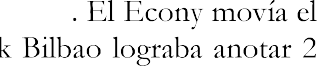 . El Econy movía el
k Bilbao lograba anotar 2